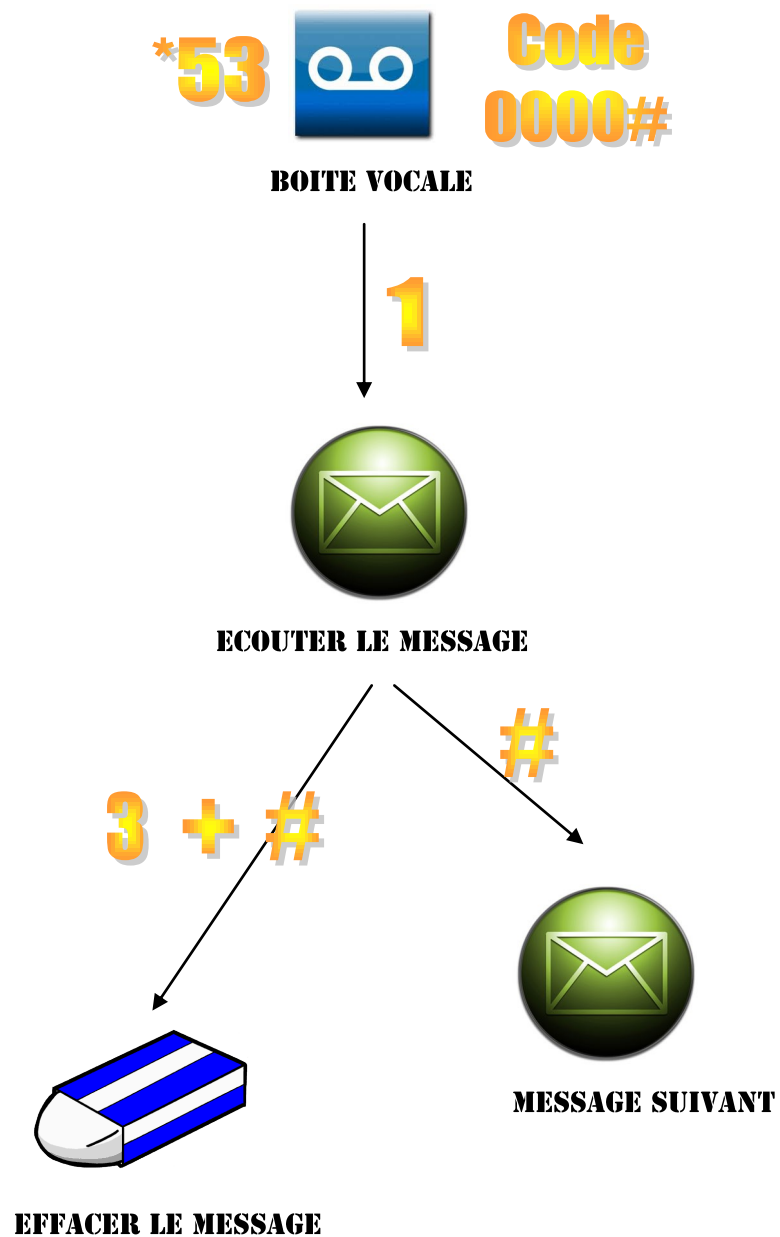 *53
Code
0000#
BOITE VOCALE
1
ECOUTER LE MESSAGE
#
3 + #
MESSAGE SUIVANT
EFFACER LE MESSAGE